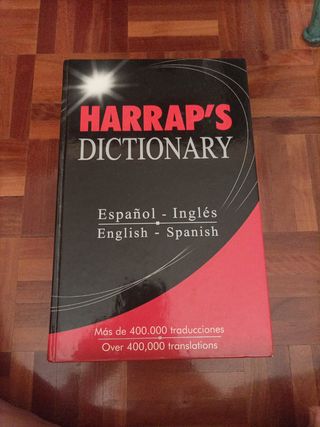 HARRAP'S
DICTIONARY
Español - Inglés
English - Spanish
Más de 400.000 traducciones
Over 400,000 translations